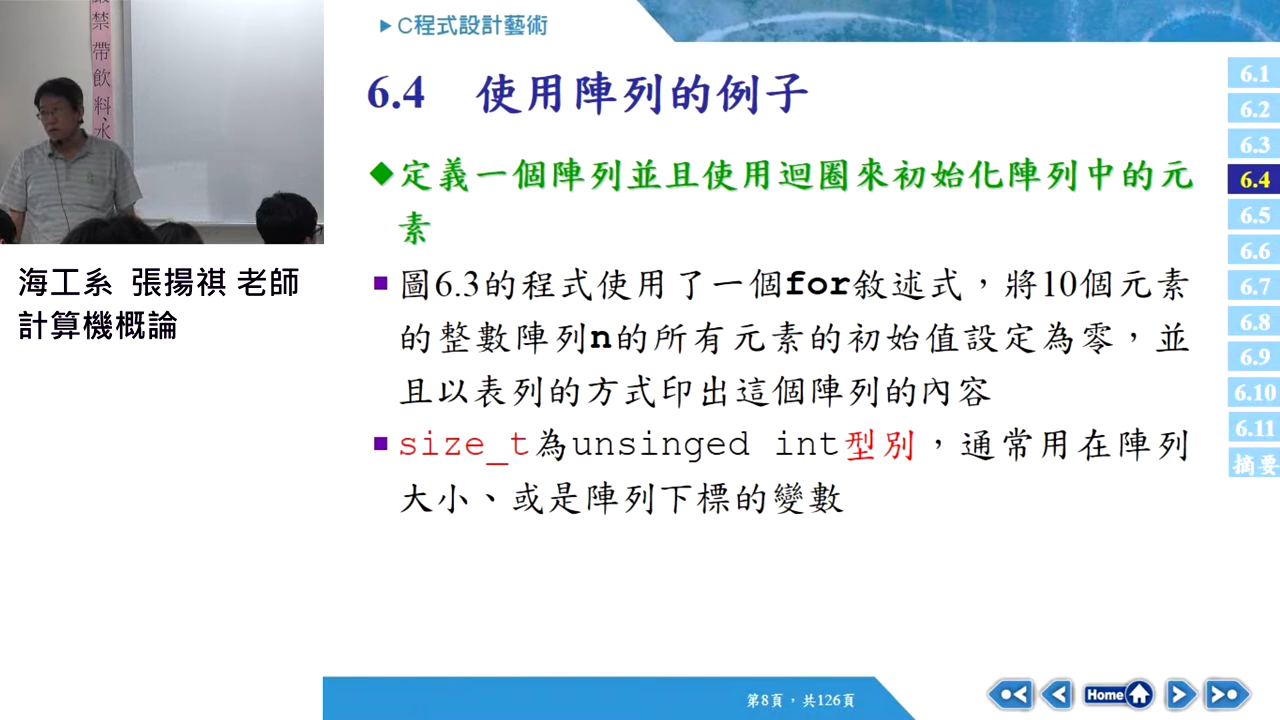 嚴禁帶飲料、水
海工系 張揚祺 老師
計算機概論
C程式設計藝術
6.4 使用陣列的例子
定義一個陣列並且使用迴圈來初始化陣列中的元
素
圖6.3的程式使用了一個for敘述式，將10個元素
的整數陣列n的所有元素的初始值設定為零，並
且以表列的方式印出這個陣列的內容
size_t為unsinged int型別，通常用在陣列
大小、或是陣列下標的變數
6.1
6.2
6.3
6.4
6.5
6.6
6.7
6.8
6.9
6.10
6.11
摘要
第8頁，共126頁
Home